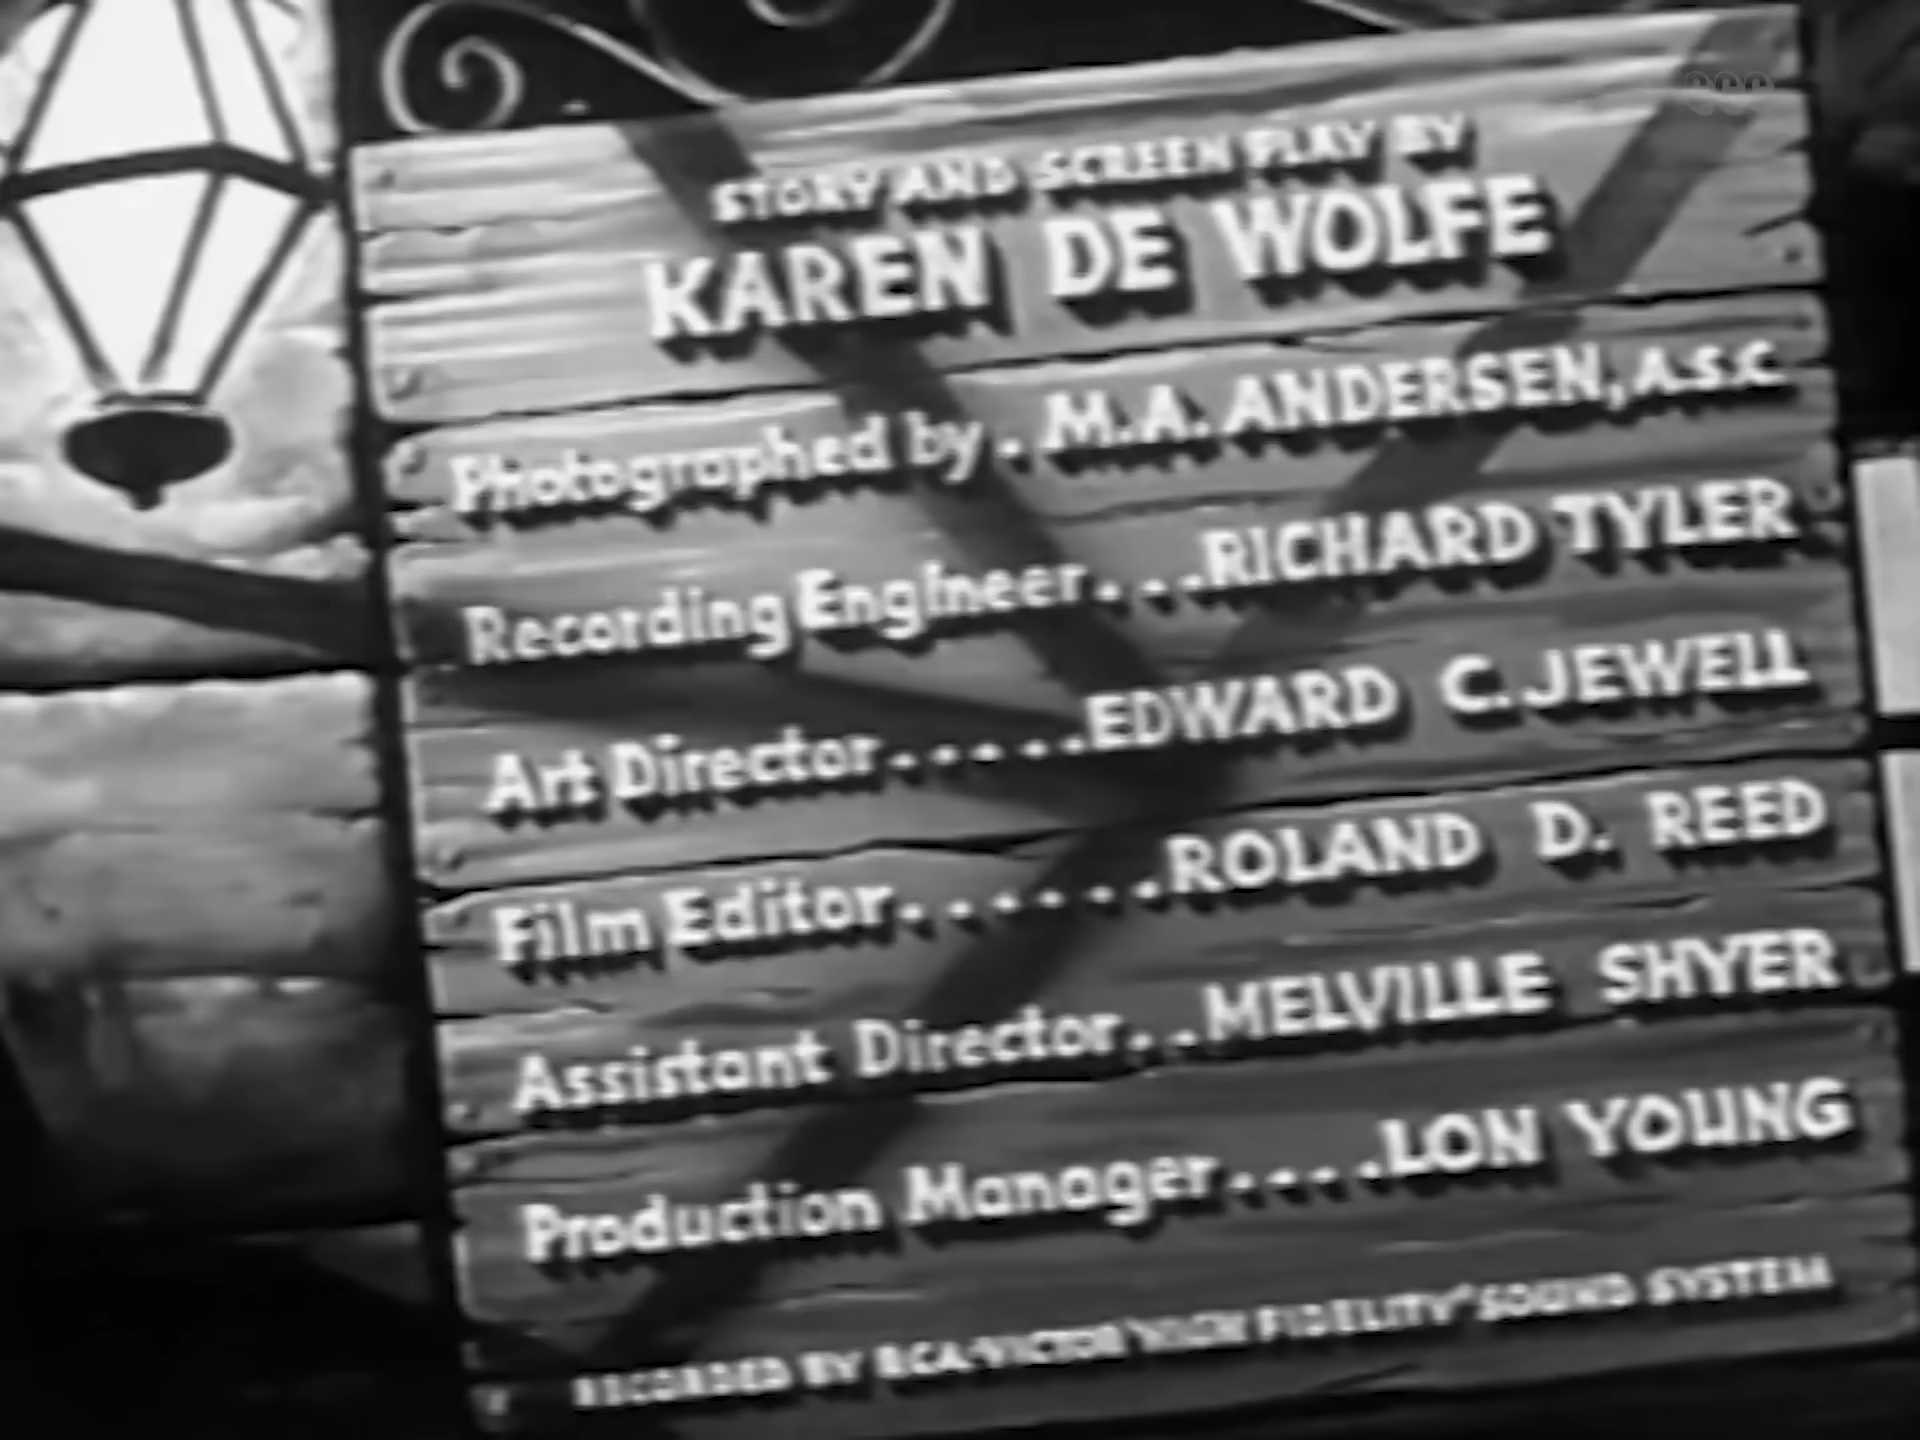 STORY AND SCREEN PLAY BY
KAREN DE WOLFE
Photographed by. M.A. ANDERSEN, A.S.C
Recording Engineer...RICHARD TYLER
Art Director.....EDWARD C. JEWELL
Film Editor......ROLAND D. REED
Assistant Director..MELVILLE SHYER
Production Manager....LON YOUNG
RECORDED BY RCA-VICTOR "HIGH FIDELITY" SOUND SYSTEM